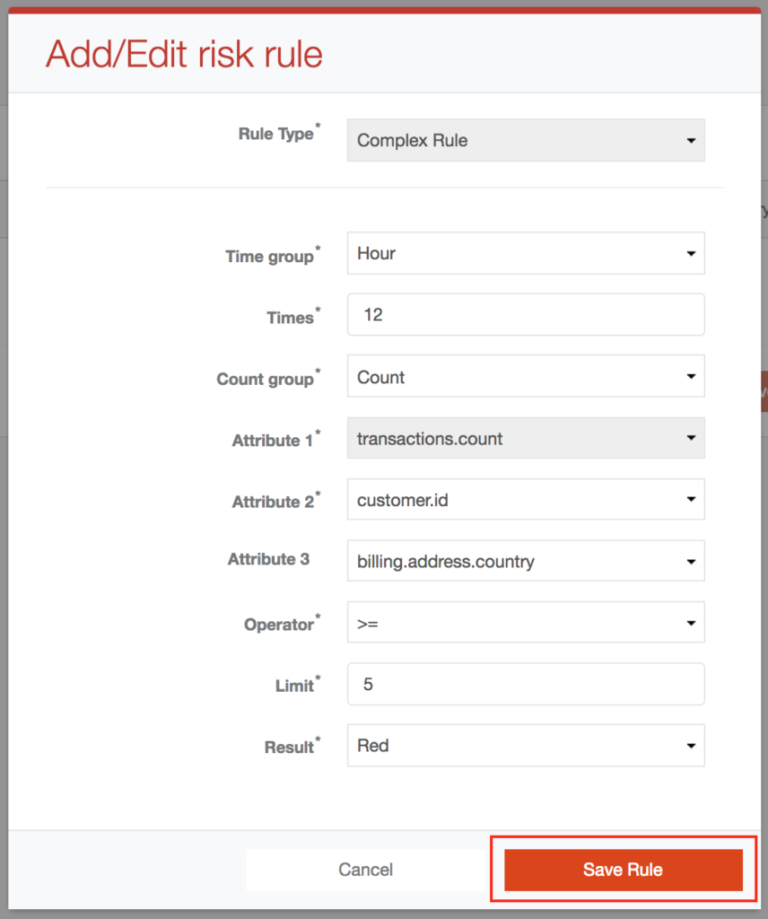 Add/Edit risk rule
Rule Type* Complex Rule
Time group* Hour
Times* 12
Count group* Count
Attribute 1* transactions.count
Attribute 2* customer.id
Attribute 3 billing.address.country
Operator* >=
Limit* 5
Result* Red
Cancel Save Rule